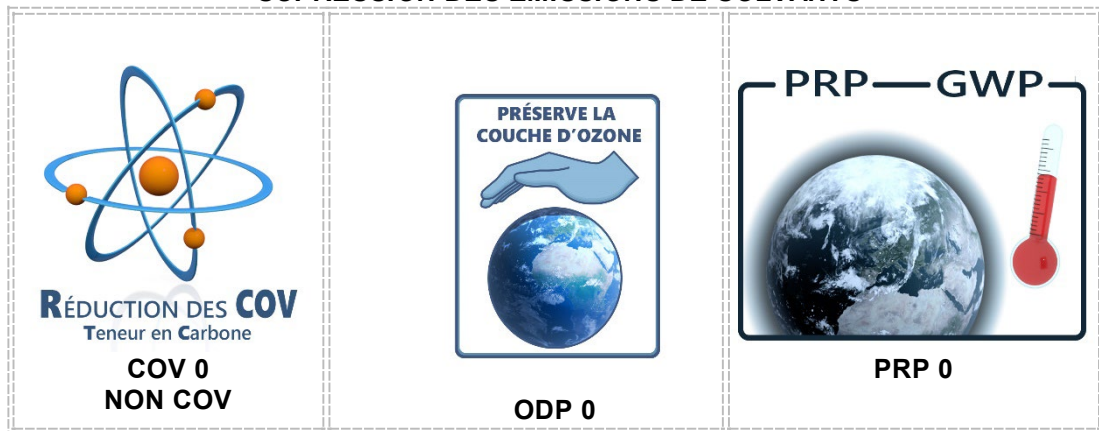 RÉDUCTION DES COV
Teneur en Carbone
COV 0
NON COV
PRÉSERVE LA
COUCHE D'OZONE
ODP 0
PRP GWP
PRP 0